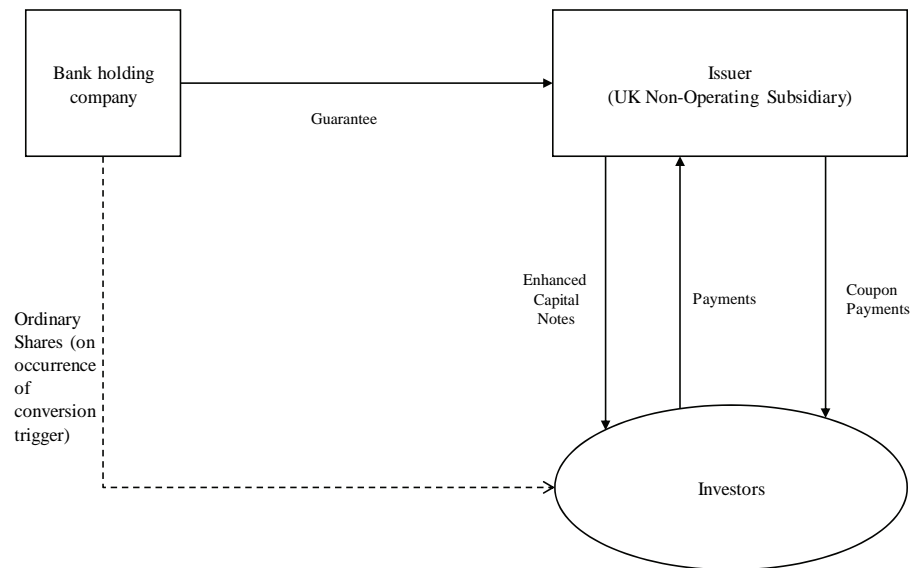 Bank holding
company
Issuer
(UK Non-Operating Subsidiary)
Guarantee
Enhanced
Capital
Notes
Payments
Coupon
Payments
Ordinary
Shares (on
occurrence
of
conversion
trigger)
Investors